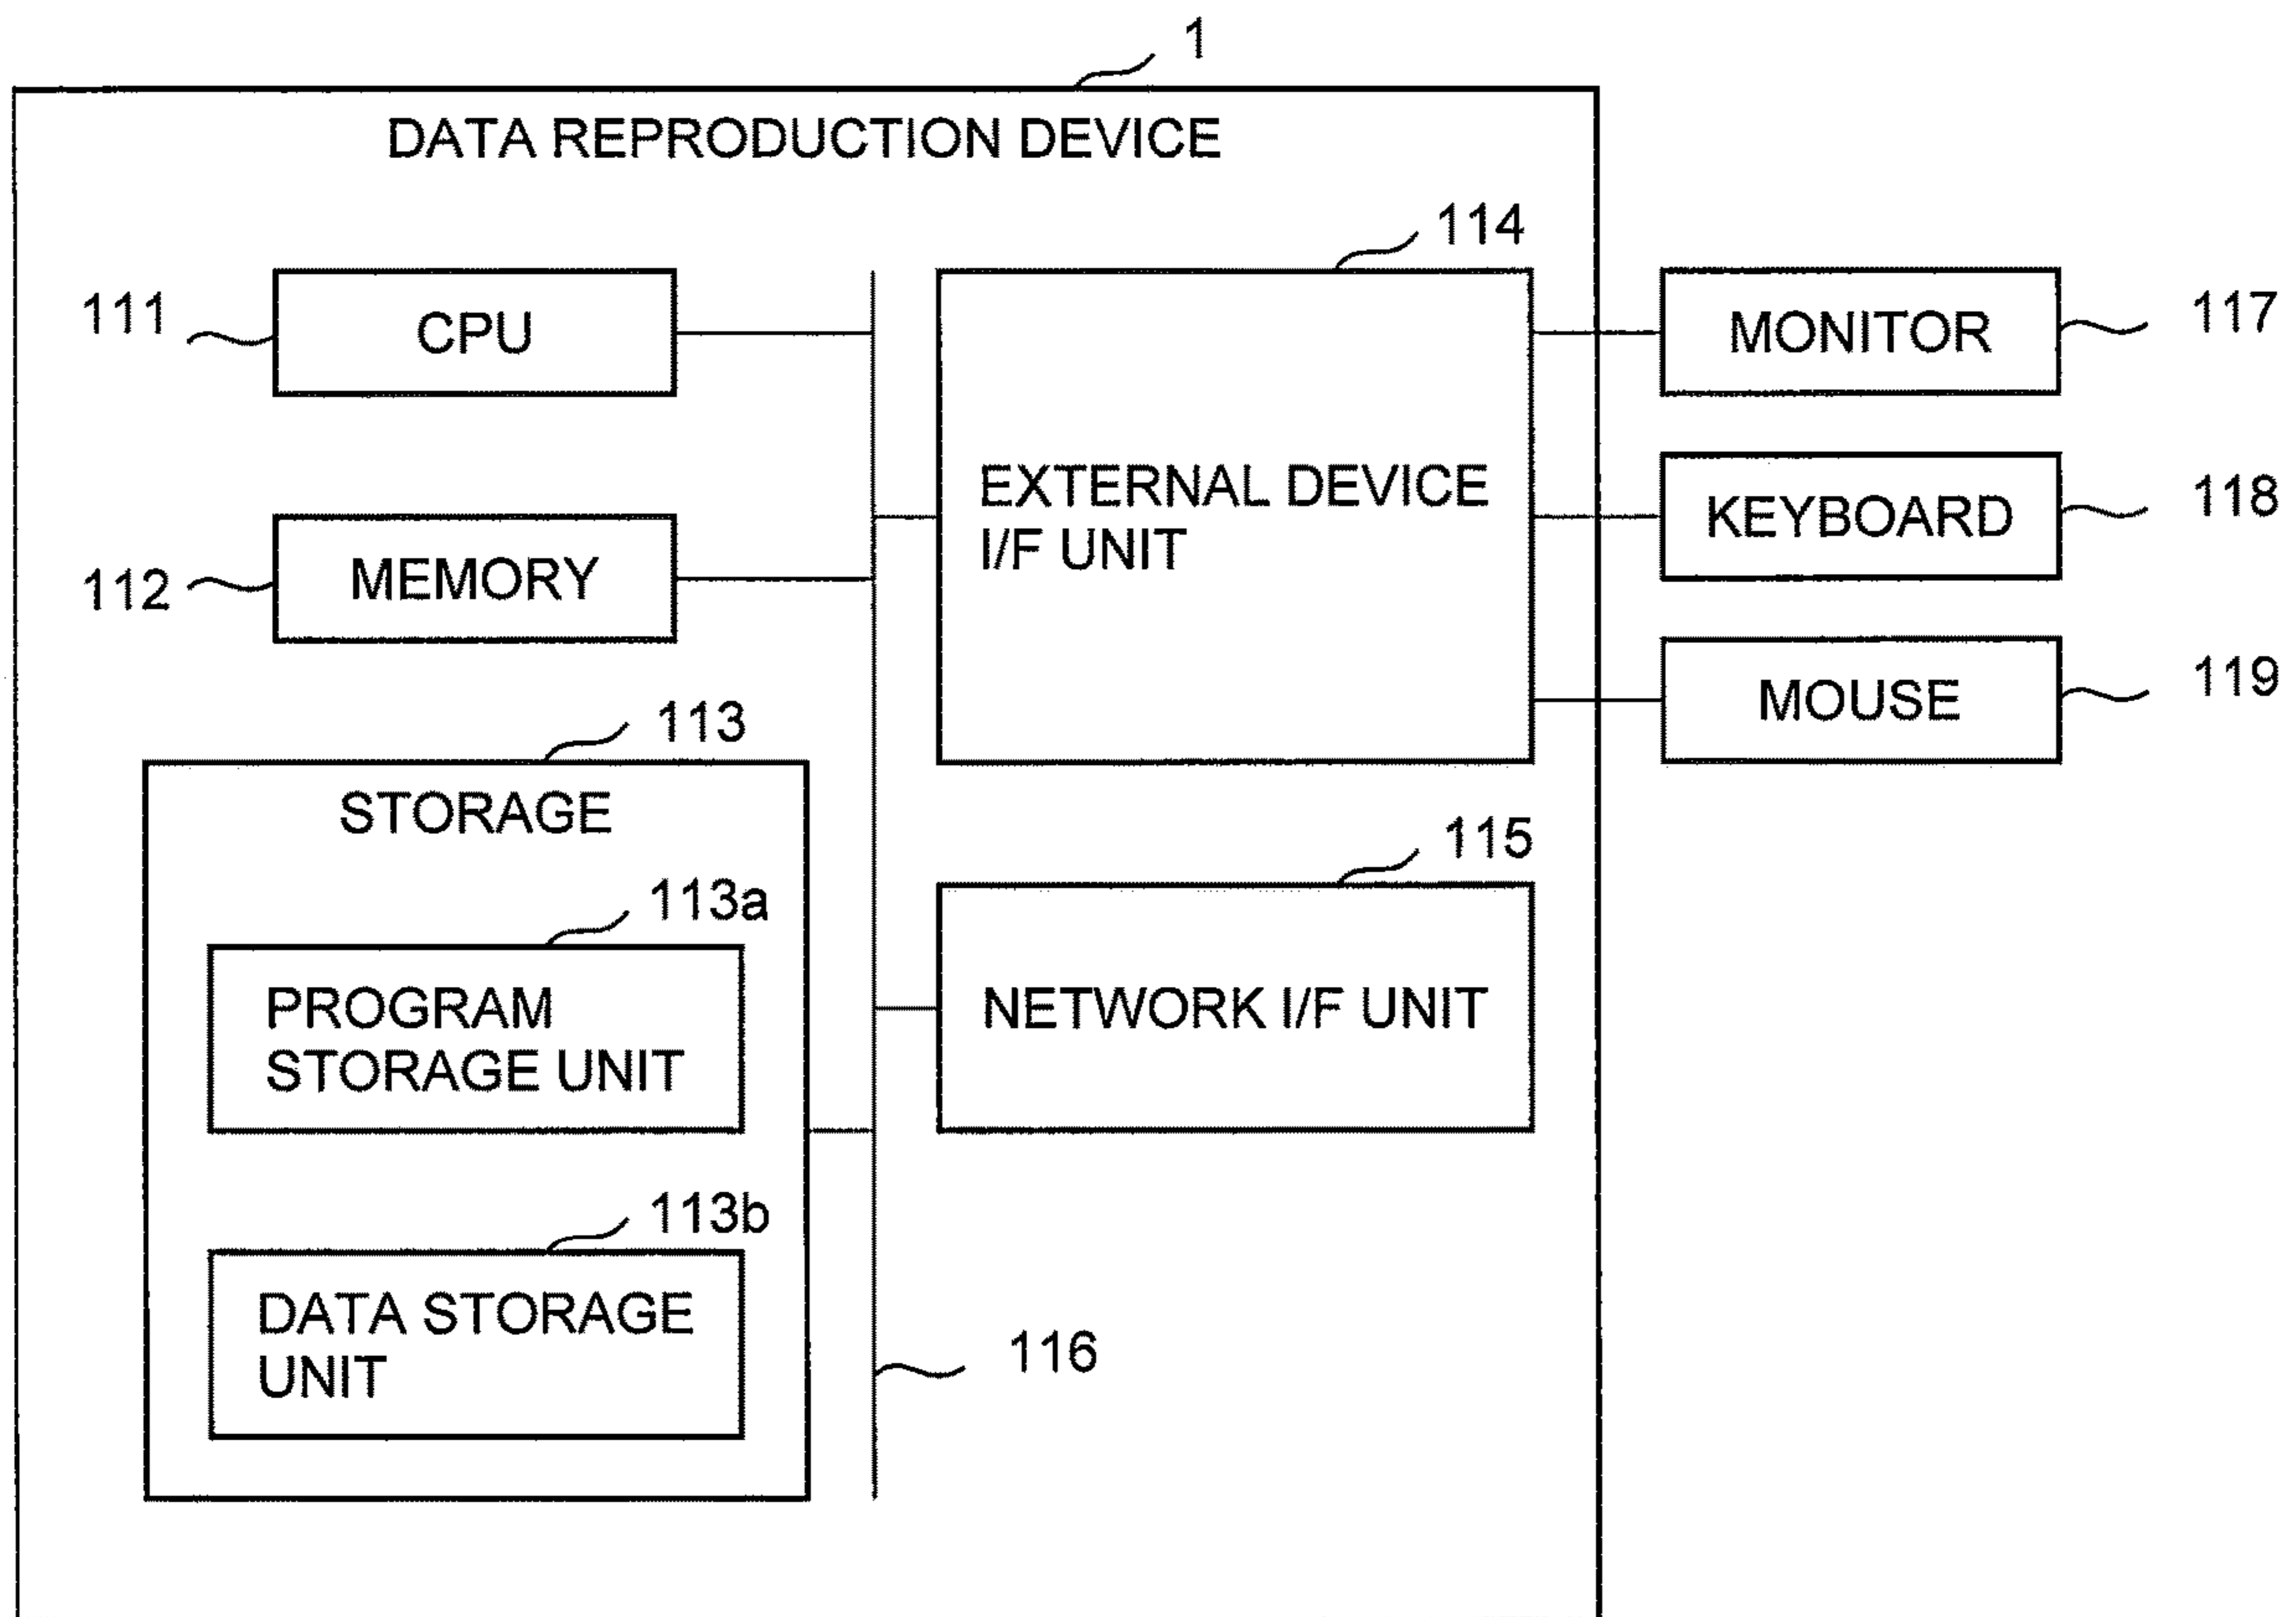 1
DATA REPRODUCTION DEVICE
114
111
CPU
MONITOR
117
EXTERNAL DEVICE
I/F UNIT
KEYBOARD
118
112
MEMORY
MOUSE
119
113
STORAGE
115
113a
PROGRAM
STORAGE UNIT
NETWORK I/F UNIT
113b
DATA STORAGE
UNIT
116